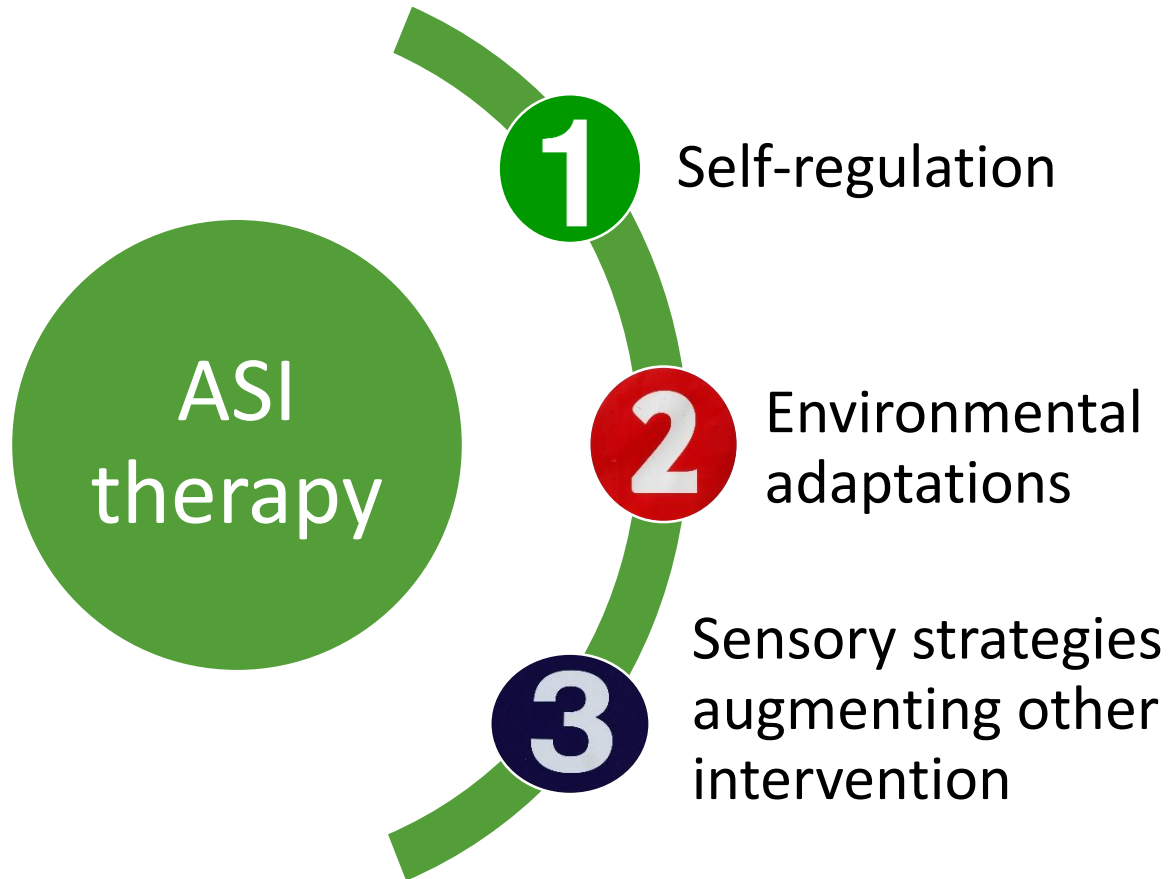 ASI
therapy
1
Self-regulation
2
Environmental
adaptations
3
Sensory strategies
augmenting other
intervention